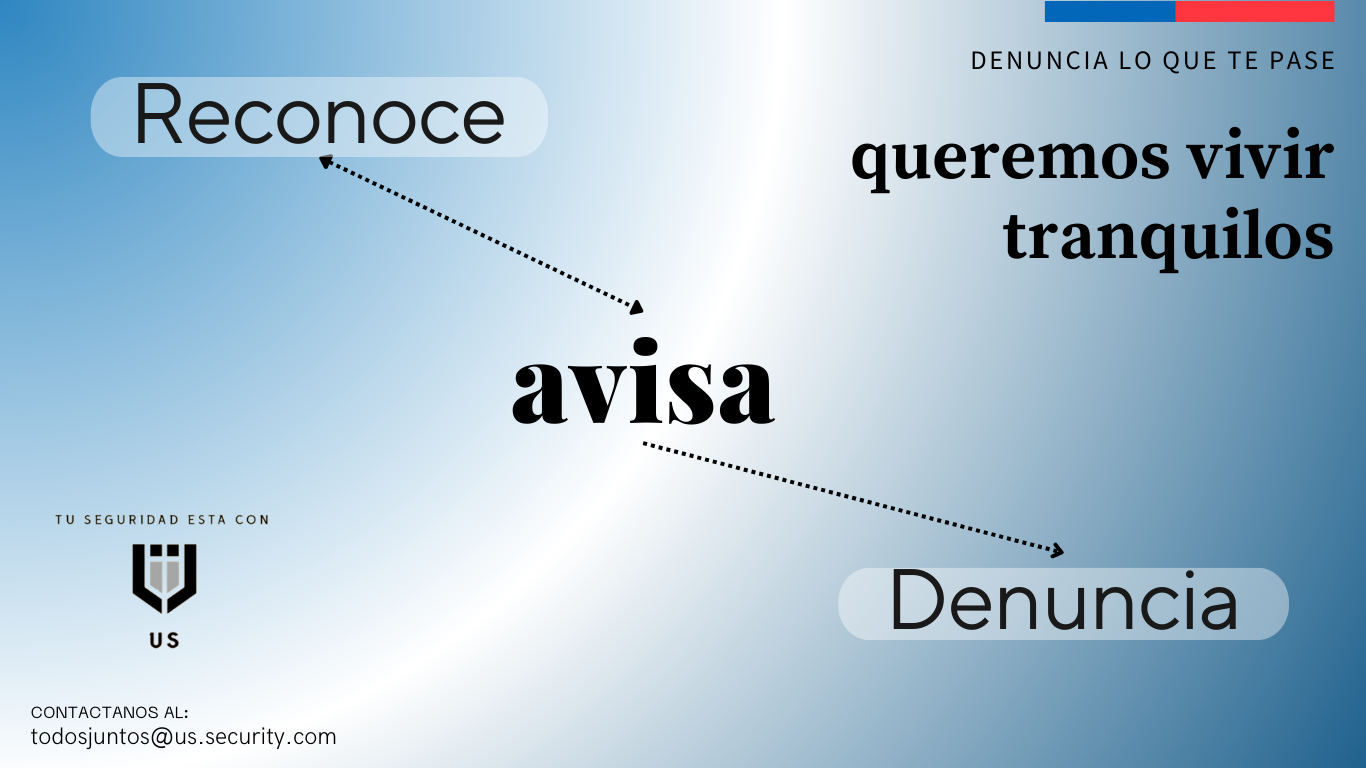 DENUNCIA LO QUE TE PASE
Reconoce
queremos vivir
tranquilos
avisa
TU SEGURIDAD ESTA CON
US
Denuncia
CONTACTANOS AL:
todosjuntos@us.security.com